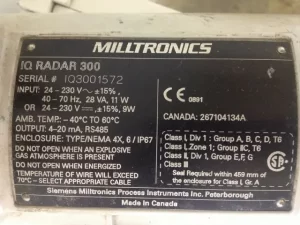 MILLTRONICS
IQ RADAR 300
SERIAL # IQ3001572
INPUT: 24 - 230 V ~ ± 15%,
40 - 70 Hz, 28 VA, 11 W
OR 24 - 230 V ⎓ ± 15%, 9W
AMB. TEMP: – 40°C TO 60°C
OUTPUT: 4–20 mA, RS485
ENCLOSURE: TYPE/NEMA 4X, 6 / IP67
DO NOT OPEN WHEN AN EXPLOSIVE
GAS ATMOSPHERE IS PRESENT
DO NOT OPEN WHEN ENERGIZED
TEMPERATURE OF WIRE WILL EXCEED
70°C – SELECT APPROPRIATE CABLE
CE 0891
CANADA: 267104134A
Class I, Div 1 : Group A, B, C, D, T6
Class I, Zone 1; Group IIC, T6
Class II, Div 1, Group E, F, G
Class III
Seal Required within 459 mm of
the enclosure for Class I, Gr. A
Siemens Milltronics Process Instruments Inc. Peterborough
Made in Canada